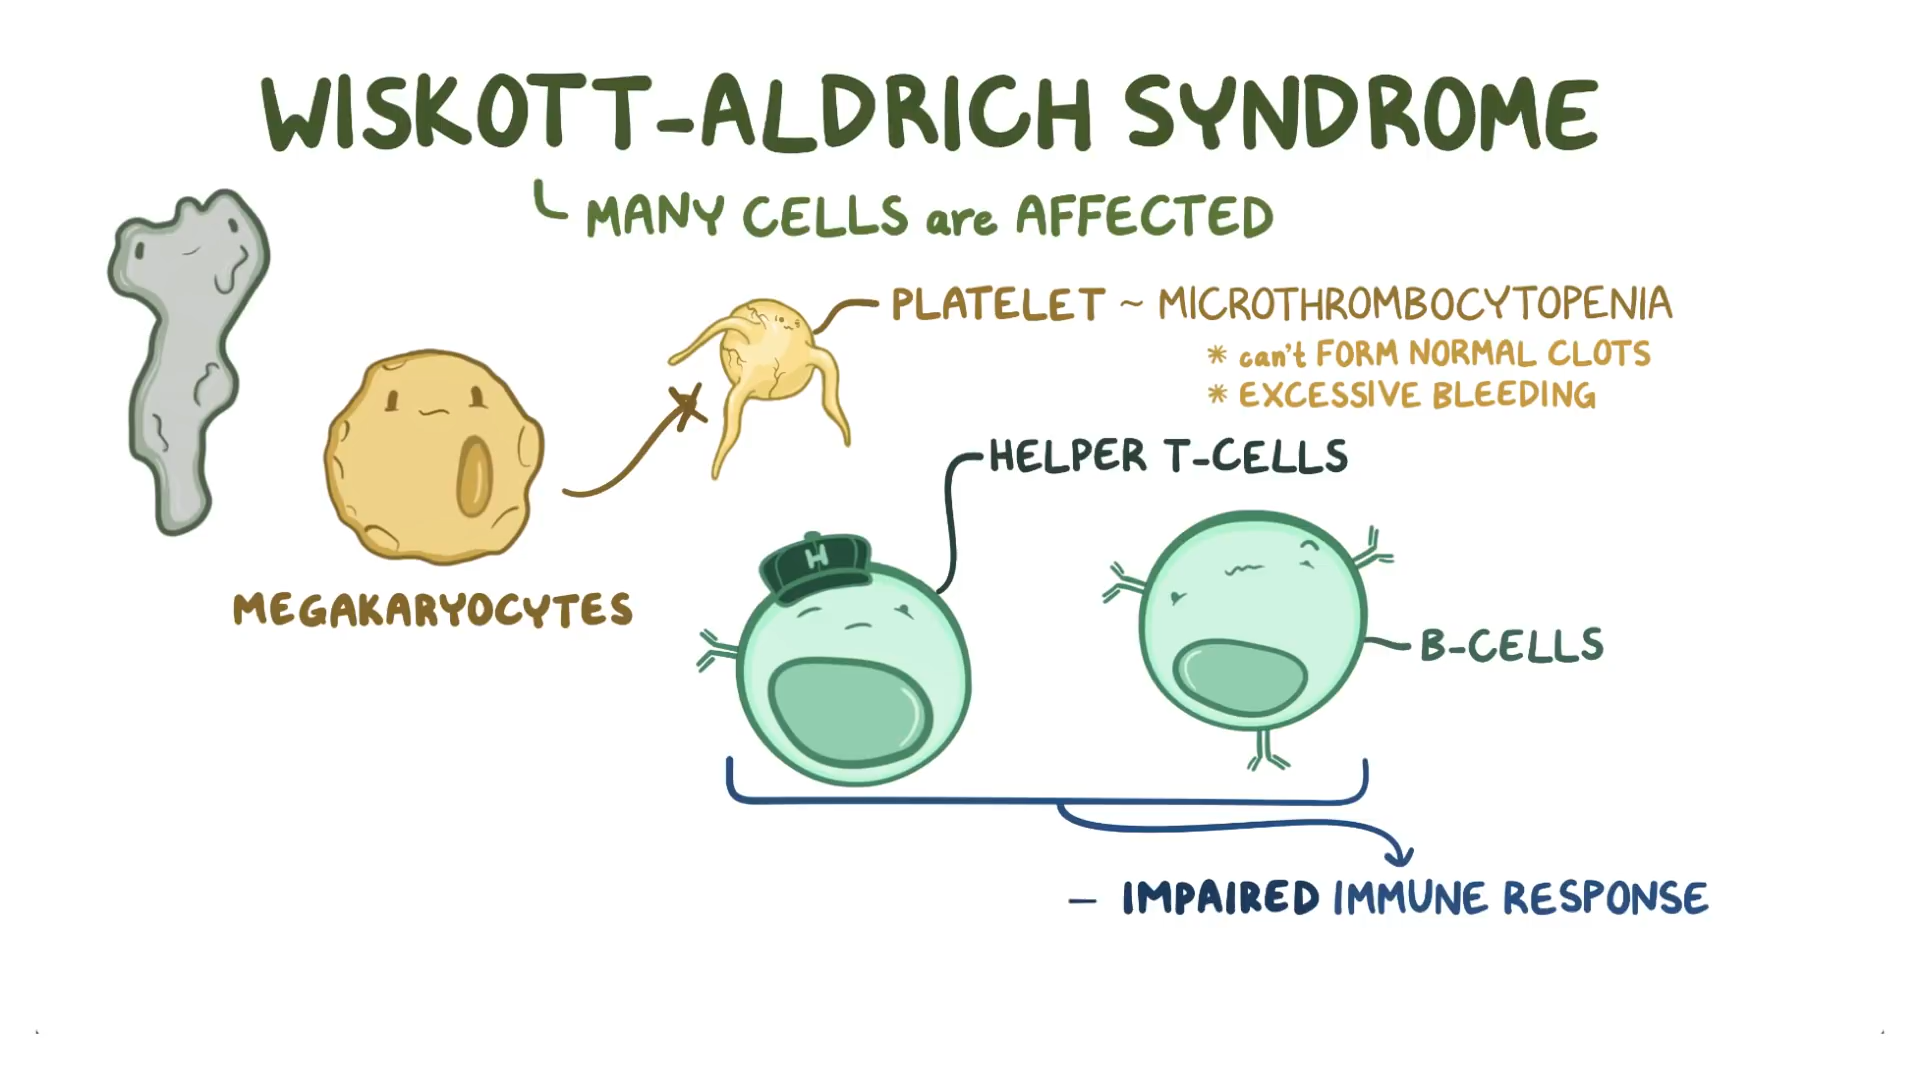 WISKOTT-ALDRICH SYNDROME
MANY CELLS are AFFECTED
PLATELET ~ MICROTHROMBOCYTOPENIA
* can't FORM NORMAL CLOTS
* EXCESSIVE BLEEDING
HELPER T-CELLS
H
MEGAKARYOCYTES
B-CELLS
- IMPAIRED IMMUNE RESPONSE